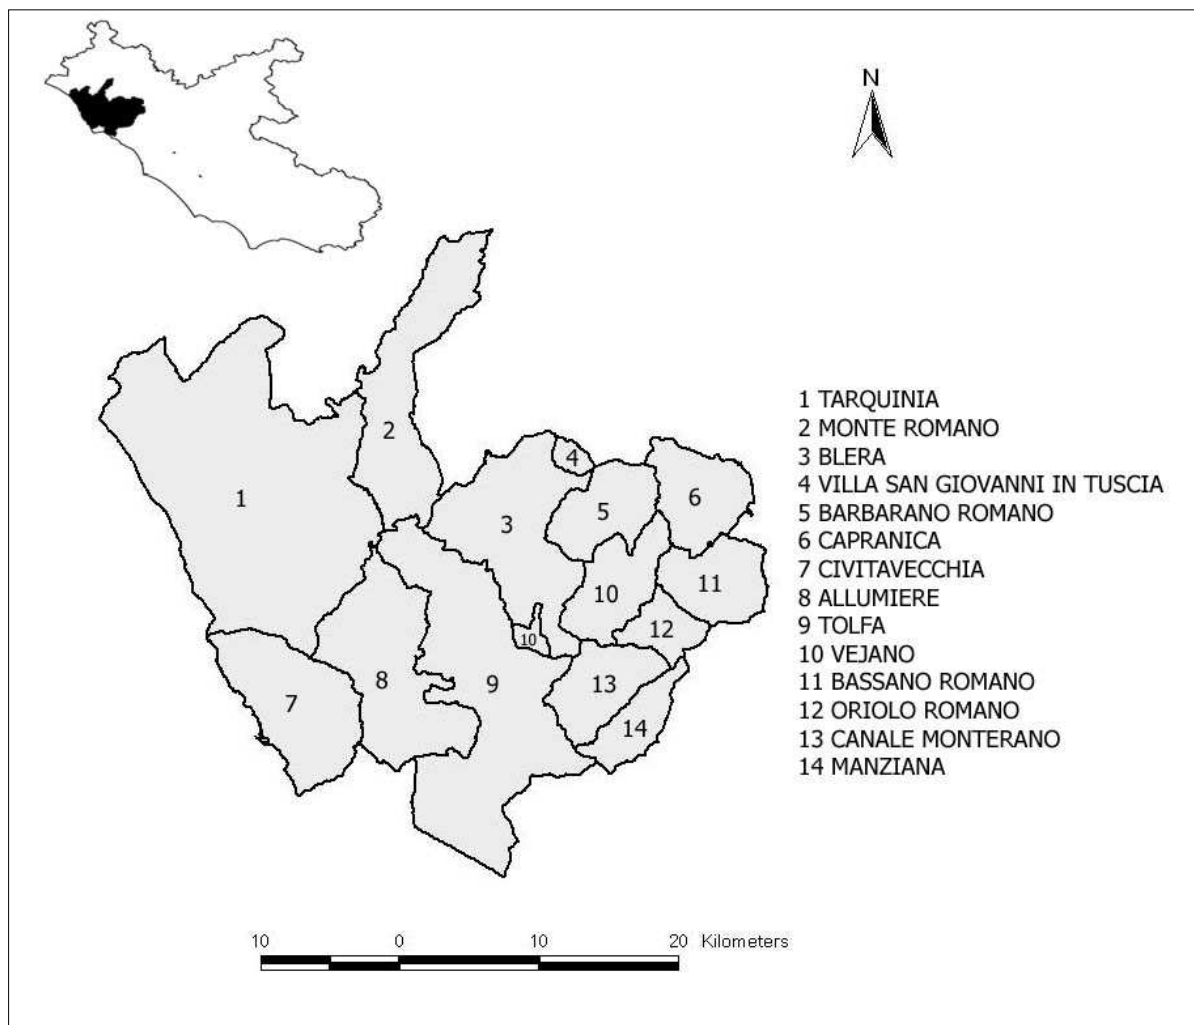 N
2
1
4
3
5
6
10
11
12
10
9
8
7
13
14
1 TARQUINIA
2 MONTE ROMANO
3 BLERA
4 VILLA SAN GIOVANNI IN TUSCIA
5 BARBARANO ROMANO
6 CAPRANICA
7 CIVITAVECCHIA
8 ALLUMIERE
9 TOLFA
10 VEJANO
11 BASSANO ROMANO
12 ORIOLO ROMANO
13 CANALE MONTERANO
14 MANZIANA
10 0 10 20 Kilometers